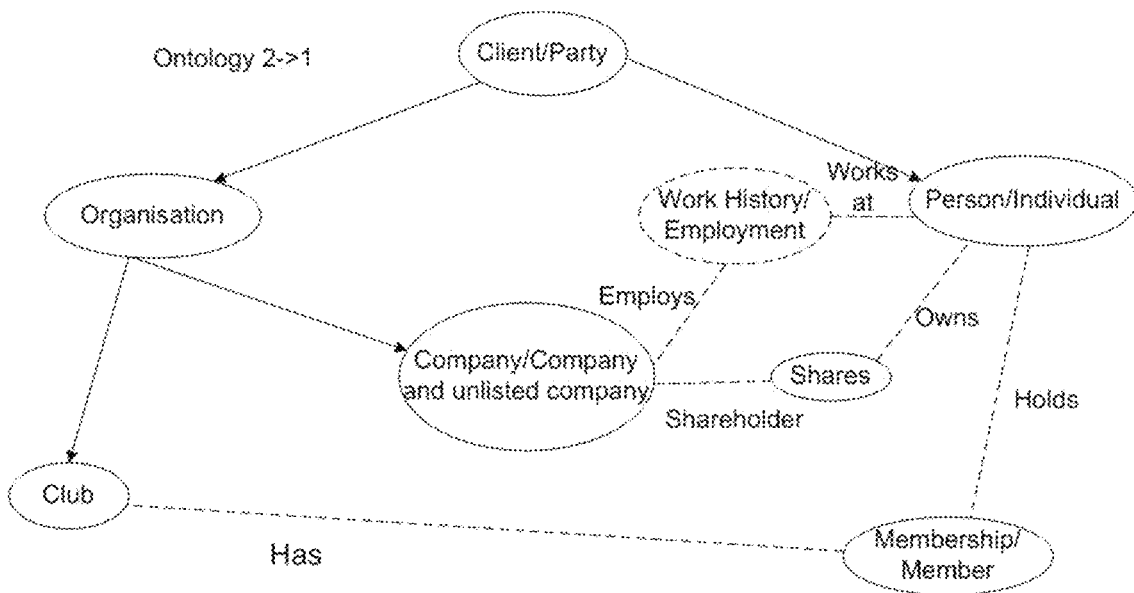 Ontology 2->1
Client/Party
Organisation
Works
at
Person/Individual
Work History/
Employment
Employs
Owns
Company/Company
and unlisted company
Shares
Shareholder
Holds
Club
Has
Membership/
Member